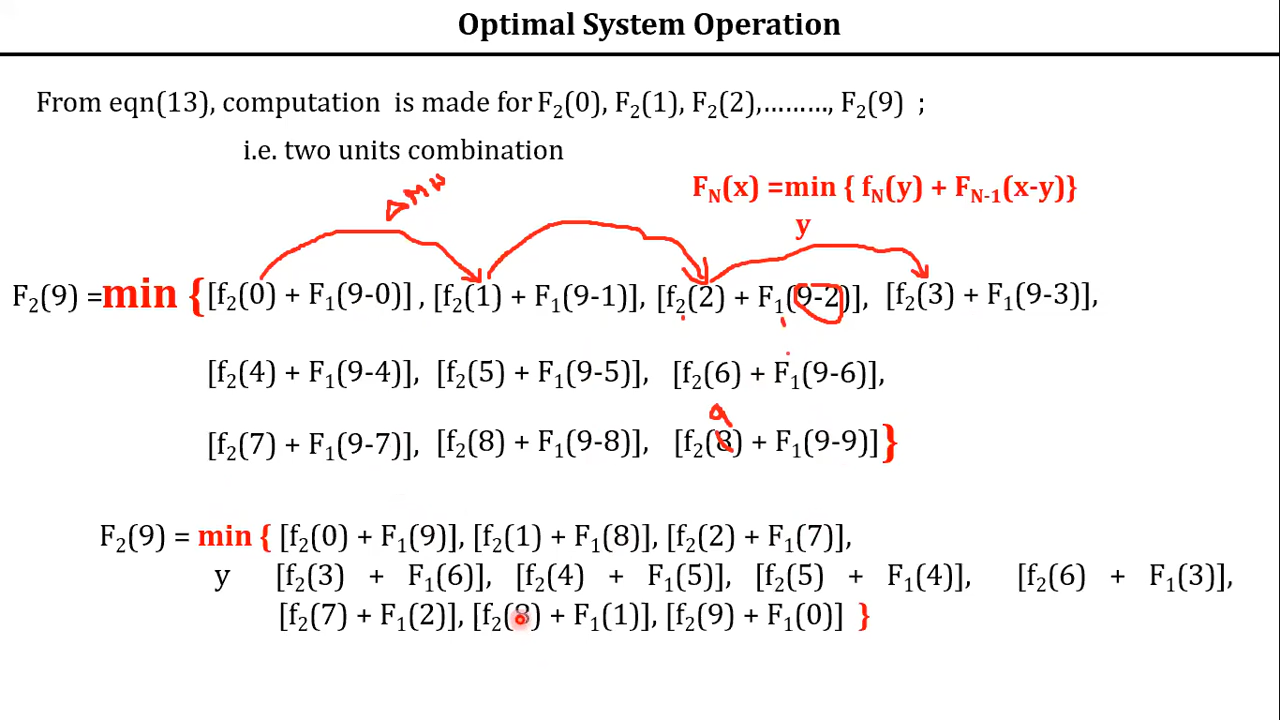 Optimal System Operation
From eqn(13), computation is made for F₂(0), F₁(1), F₂(2),………, F₂(9) ;
i.e. two units combination
ΔMW
F_N(x) =min { f_N(y) + F_N-1(x-y)}
y
F₂(9) =min {[f₂(0) + F₁(9-0)] , [f₂(1) + F₁(9-1)], [f₂(2) + F₁(9-2)], [f₂(3) + F₁(9-3)],
[f₂(4) + F₁(9-4)], [f₂(5) + F₁(9-5)], [f₂(6) + F₁(9-6)],
9
[f₂(7) + F₁(9-7)], [f₂(8) + F₁(9-8)], [f₂(8) + F₁(9-9)]}
F₂(9) = min { [f₂(0) + F₁(9)], [f₂(1) + F₁(8)], [f₂(2) + F₁(7)],
y [f₂(3) + F₁(6)], [f₂(4) + F₁(5)], [f₂(5) + F₁(4)], [f₂(6) + F₁(3)],
[f₂(7) + F₁(2)], [f₂(8) + F₁(1)], [f₂(9) + F₁(0)] }